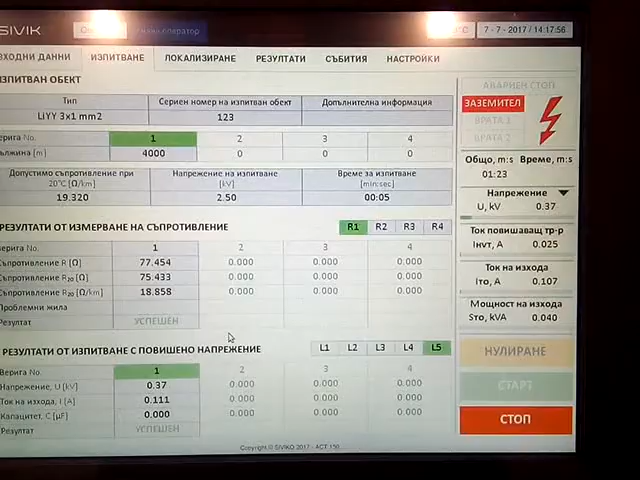 SIVIK
7 - 7 - 2017 / 14:17:56
ВХОДНИ ДАННИ ИЗПИТВАНЕ ЛОКАЛИЗИРАНЕ РЕЗУЛТАТИ СЪБИТИЯ НАСТРОЙКИ
ИЗПИТВАН ОБЕКТ
Тип Сериен номер на изпитван обект Допълнителна информация
LiYY 3x1 mm2 123
Верига No. 1 2 3 4
Дължина [m] 4000 0 0 0
Допустимо съпротивление при 20°C [Ω/km] Напрежение на изпитване [kV] Време за изпитване [min:sec]
19.320 2.50 00:05
РЕЗУЛТАТИ ОТ ИЗМЕРВАНЕ НА СЪПРОТИВЛЕНИЕ R1 R2 R3 R4
Верига No. 1 2 3 4
Съпротивление R [Ω] 77.454 0.000 0.000 0.000
Съпротивление R₂₀ [Ω] 75.433 0.000 0.000 0.000
Съпротивление R₂₀ [Ω/km] 18.858 0.000 0.000 0.000
Проблемни жила
Резултат УСПЕШЕН
РЕЗУЛТАТИ ОТ ИЗПИТВАНЕ С ПОВИШЕНО НАПРЕЖЕНИЕ L1 L2 L3 L4 L5
Верига No. 1 2 3 4
Напрежение, U [kV] 0.37 0.000 0.000 0.000
Ток на изхода, I [A] 0.111 0.000 0.000 0.000
Капацитет, C [µF] 0.000 0.000 0.000 0.000
Резултат УСПЕШЕН
АВАРИЕН СТОП
ЗАЗЕМИТЕЛ
ВРАТА 1
ВРАТА 2
Общо, m:s Време, m:s
01:23
Напрежение
U, kV 0.37
Ток повишаващ тр-р
Iнvт, A 0.025
Ток на изхода
Iто, A 0.107
Мощност на изхода
Sто, kVA 0.040
НУЛИРАНЕ
СТАРТ
СТОП
Copyright © SIVIKO 2017 - ACT 150